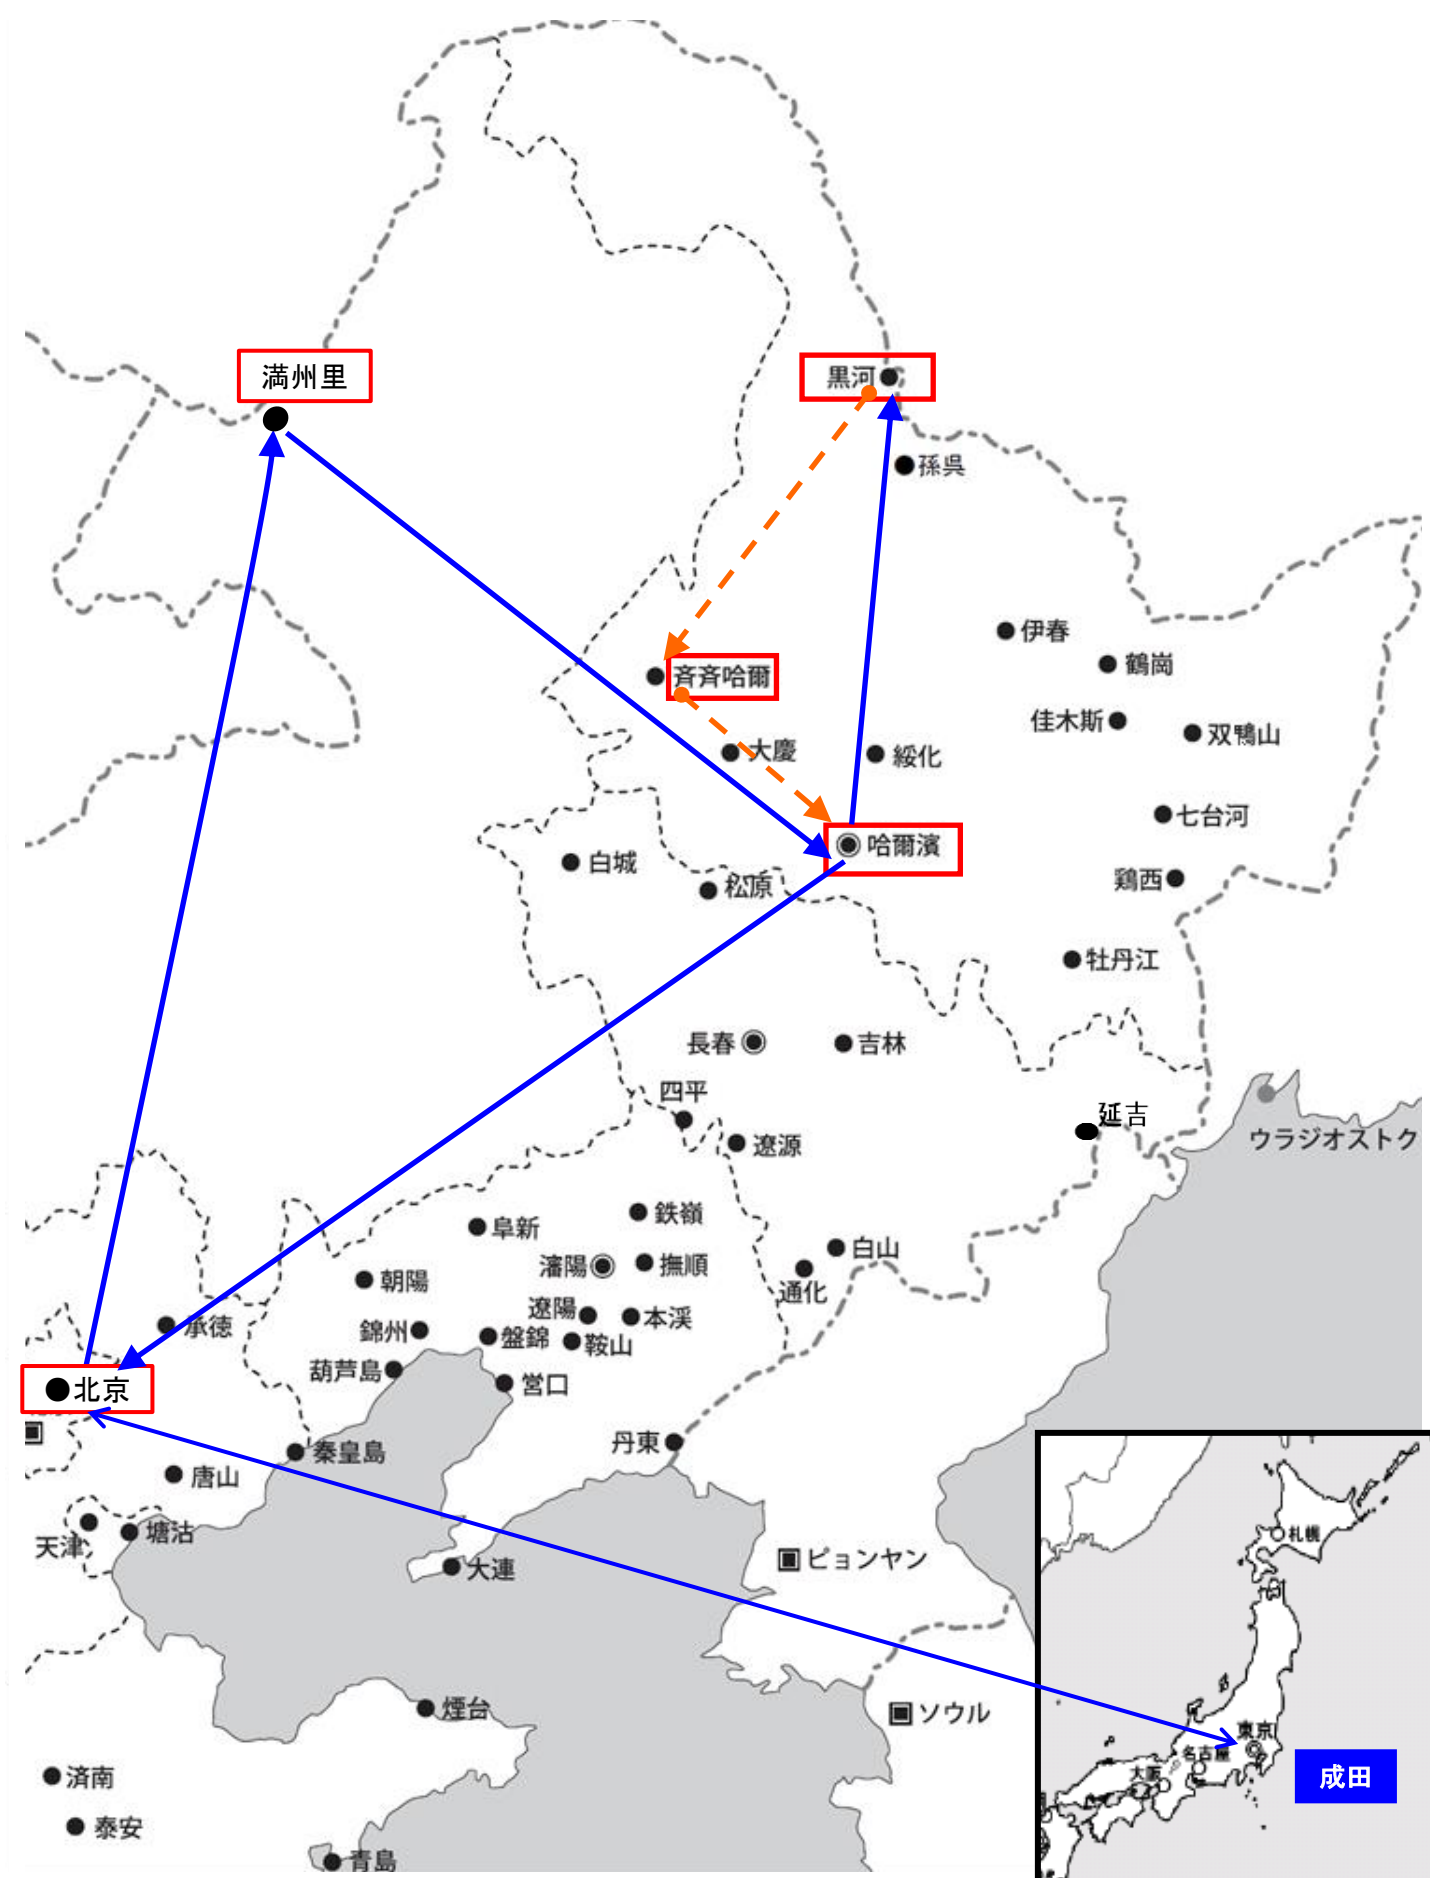 満州里
黒河
孫呉
伊春
鶴崗
斉斉哈爾
佳木斯
双鴨山
大慶
綏化
七台河
哈爾濱
白城
松原
鶏西
牡丹江
長春
吉林
四平
延吉
遼源
ウラジオストク
鉄嶺
阜新
白山
瀋陽
撫順
朝陽
通化
遼陽
本渓
承徳
錦州
盤錦
鞍山
葫芦島
営口
北京
丹東
秦皇島
唐山
塘沽
天津
札幌
ピョンヤン
大連
煙台
ソウル
東京
名古屋
大阪
成田
済南
泰安
青島